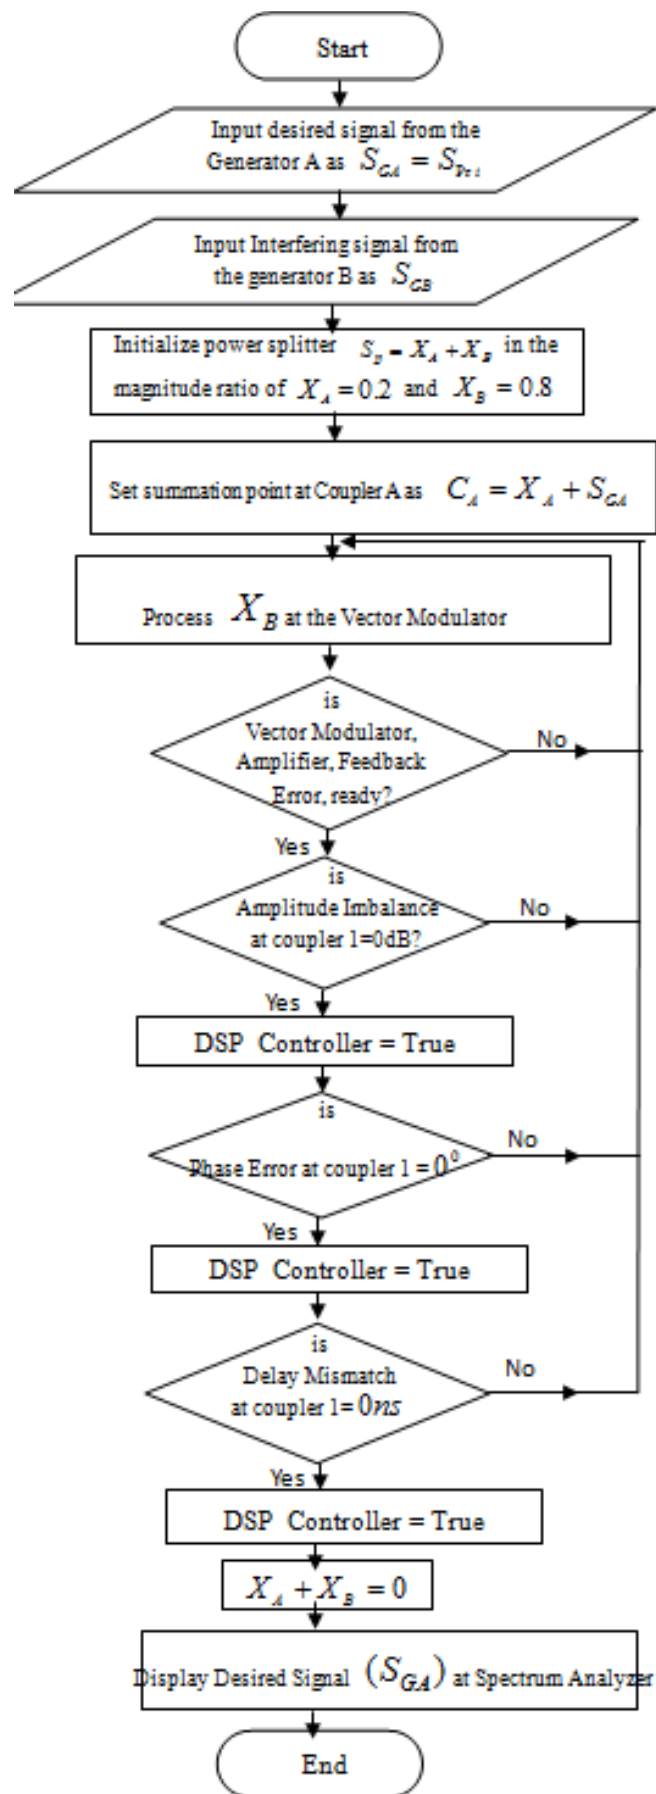 Start
Input desired signal from the
Generator A as S_GA = S_Pri
Input Interfering signal from
the generator B as S_GB
Initialize power splitter S_g = X_A + X_B in the
magnitude ratio of X_A = 0.2 and X_B = 0.8
Set summation point at Coupler A as C_A = X_A + S_GA
Process X_B at the Vector Modulator
is
Vector Modulator,
Amplifier, Feedback
Error, ready?
No
Yes
is
Amplitude Imbalance
at coupler 1=0dB?
No
Yes
DSP Controller = True
is
Phase Error at coupler 1 = 0⁰
No
Yes
DSP Controller = True
is
Delay Mismatch
at coupler 1= 0ns
No
Yes
DSP Controller = True
X_A + X_B = 0
Display Desired Signal (S_GA) at Spectrum Analyzer
End